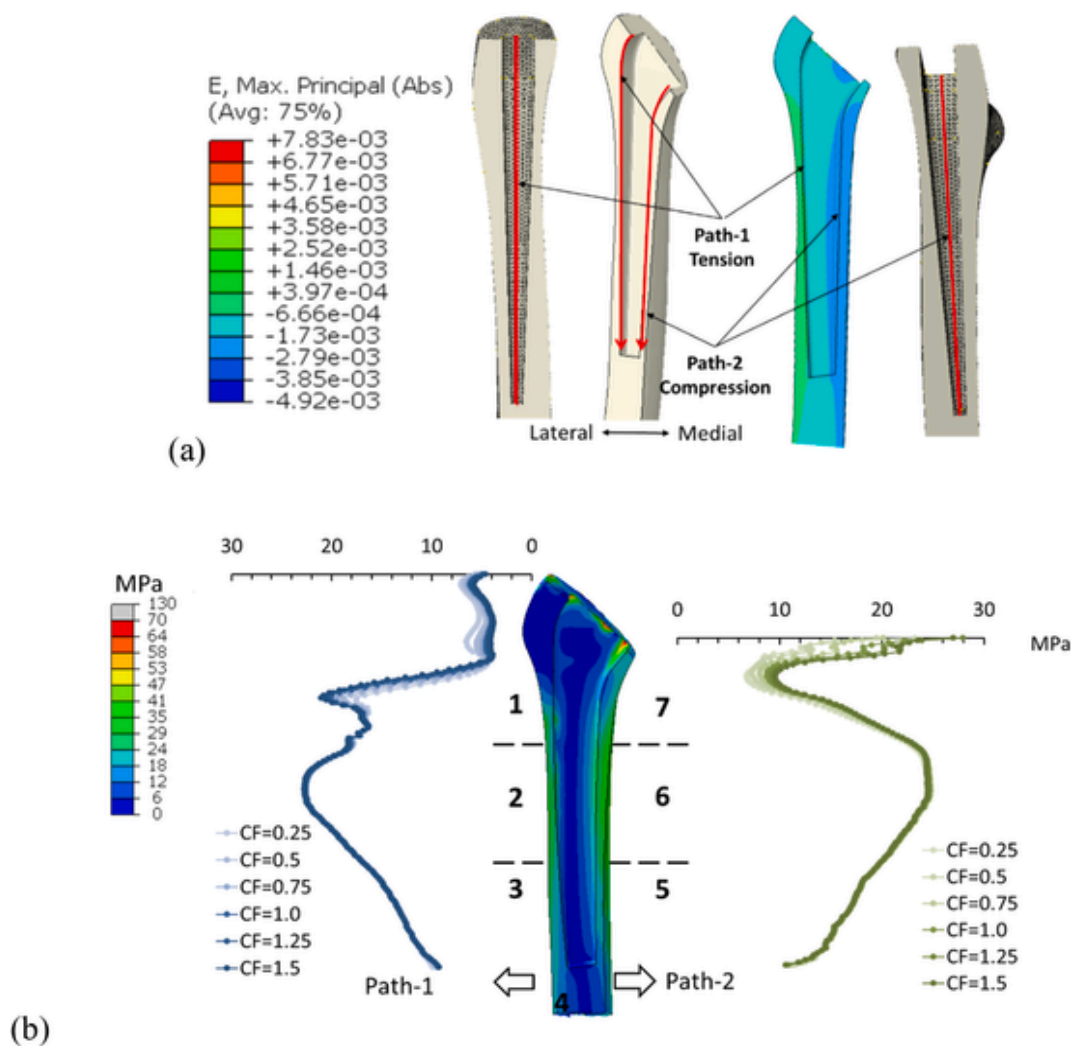 E, Max. Principal (Abs)
(Avg: 75%)
+7.83e-03
+6.77e-03
+5.71e-03
+4.65e-03
+3.58e-03
+2.52e-03
+1.46e-03
+3.97e-04
-6.66e-04
-1.73e-03
-2.79e-03
-3.85e-03
-4.92e-03
Path-1
Tension
Path-2
Compression
Lateral
Medial
(a)
30
20
10
0
MPa
130
70
64
58
53
47
41
35
29
24
18
12
6
0
0
10
20
30
MPa
1
7
2
6
3
5
4
CF=0.25
CF=0.5
CF=0.75
CF=1.0
CF=1.25
CF=1.5
Path-1
Path-2
CF=0.25
CF=0.5
CF=0.75
CF=1.0
CF=1.25
CF=1.5
(b)